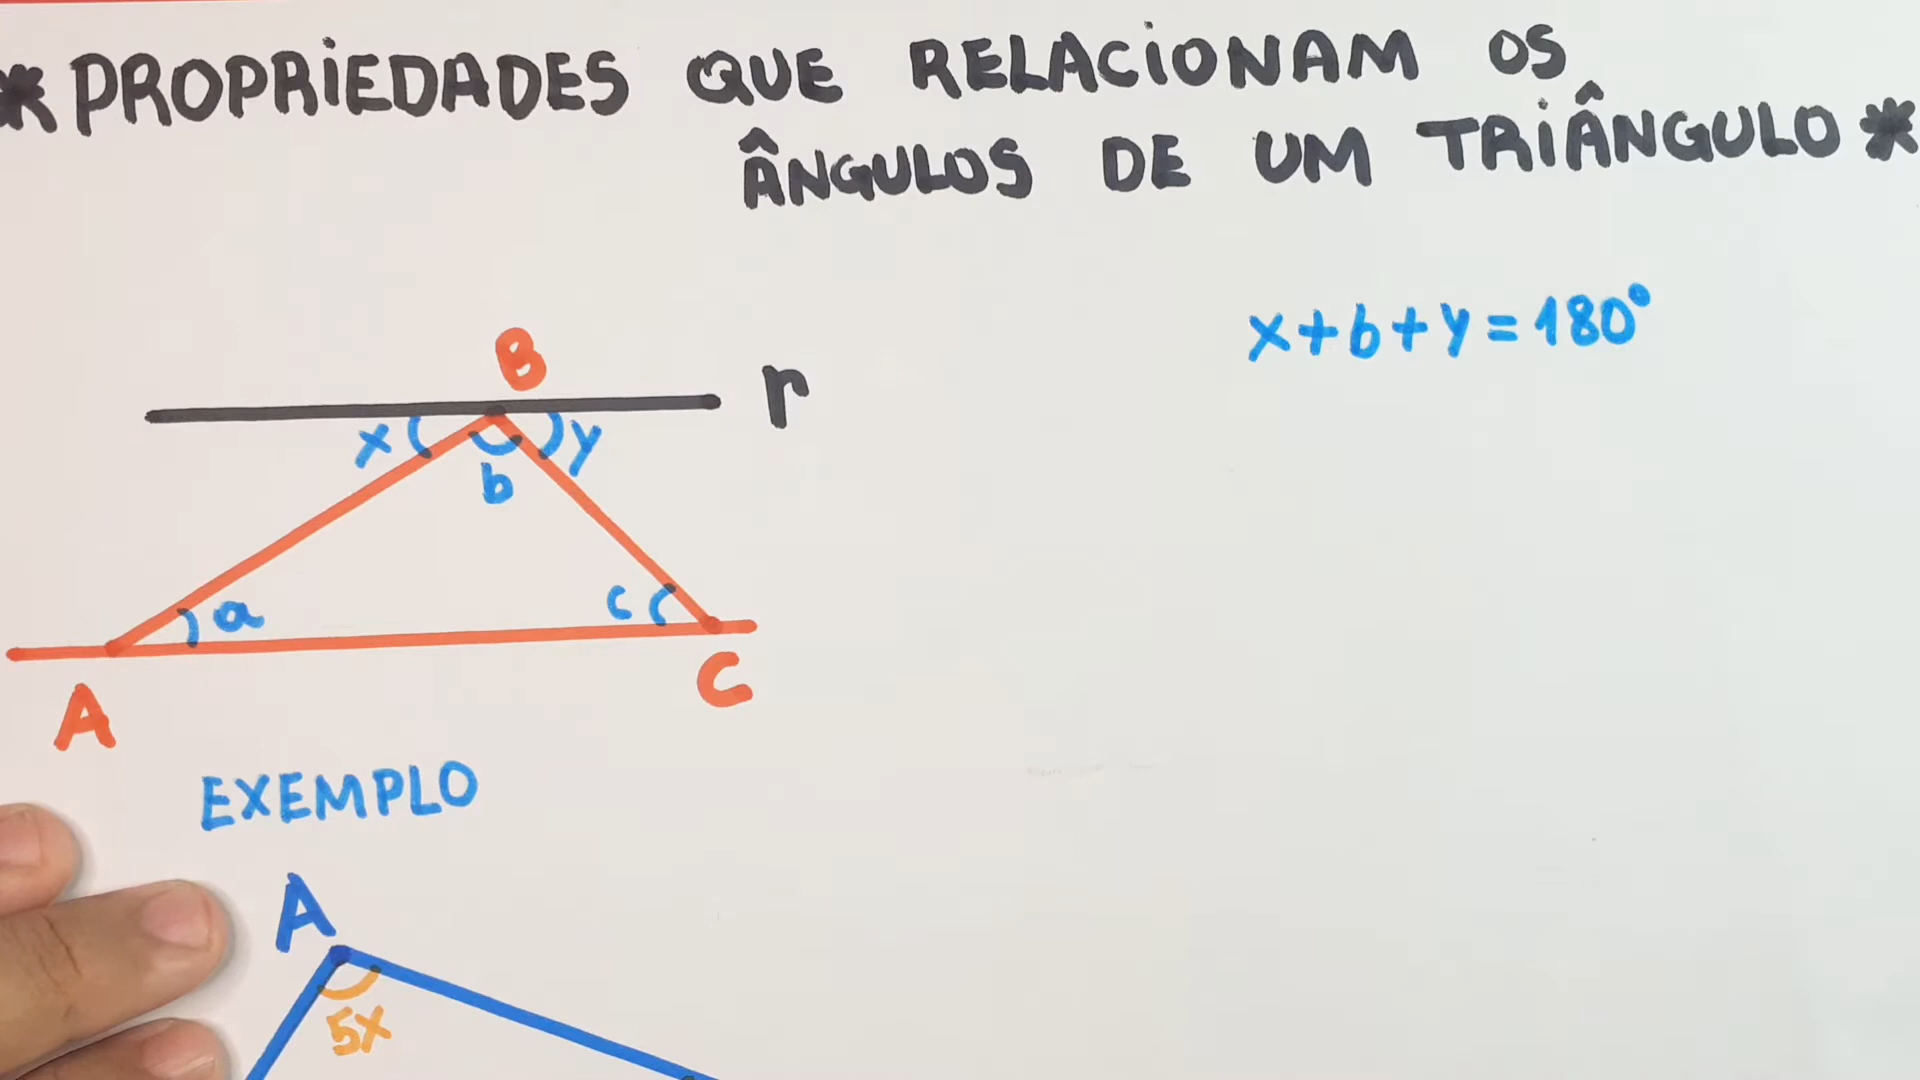 *PROPRIEDADES QUE RELACIONAM OS
ÂNGULOS DE UM TRIÂNGULO*
x+b+y=180°
B
r
x
y
b
a
c
A
C
EXEMPLO
A
5x